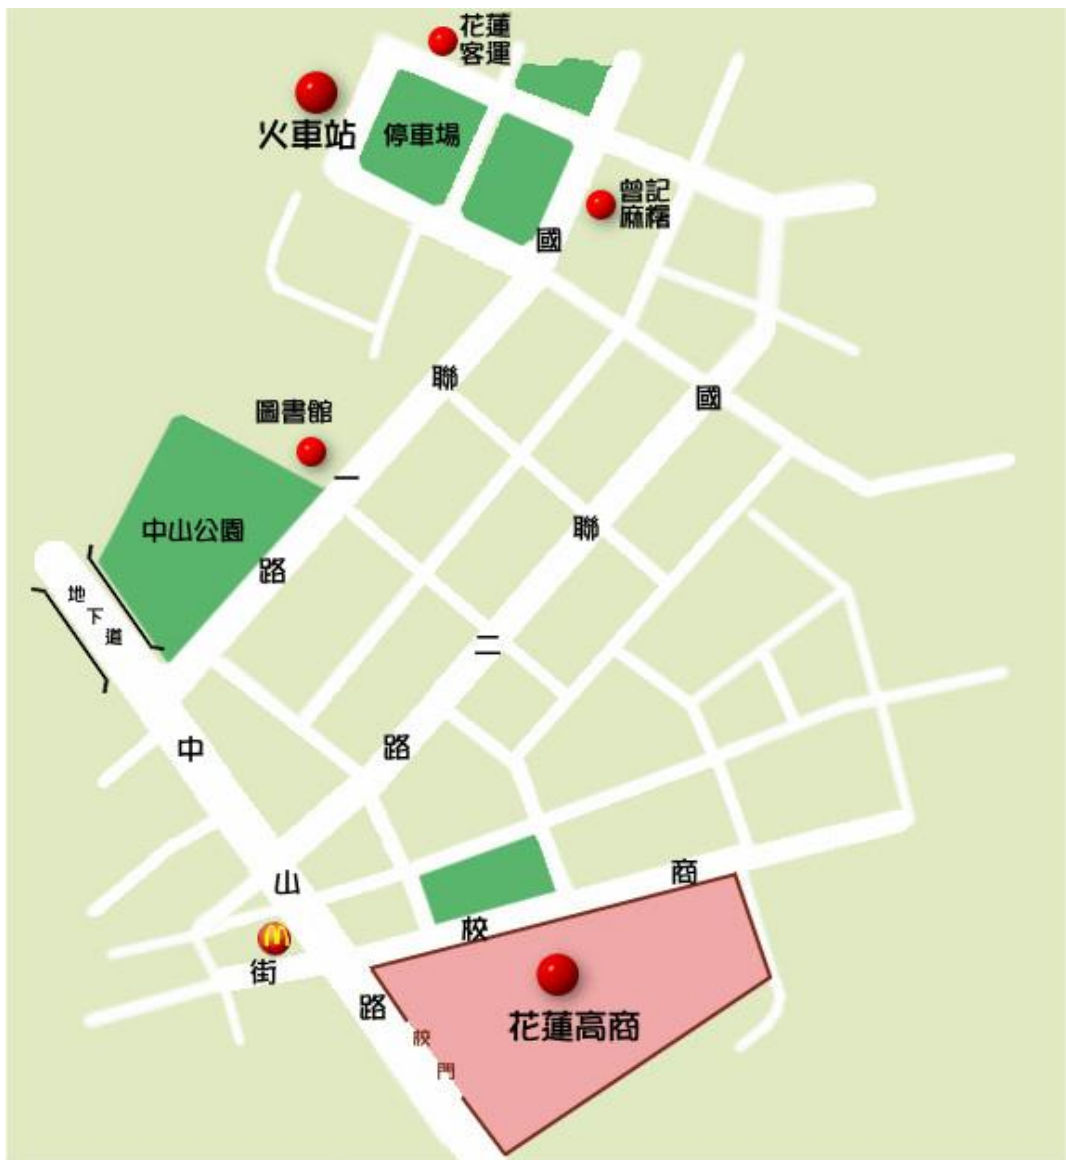 花蓮
客運
火車站
停車場
曾記
麻糬
國聯一路
圖書館
中山公園
地下道
國聯二路
中山路
商校街
花蓮高商
校門